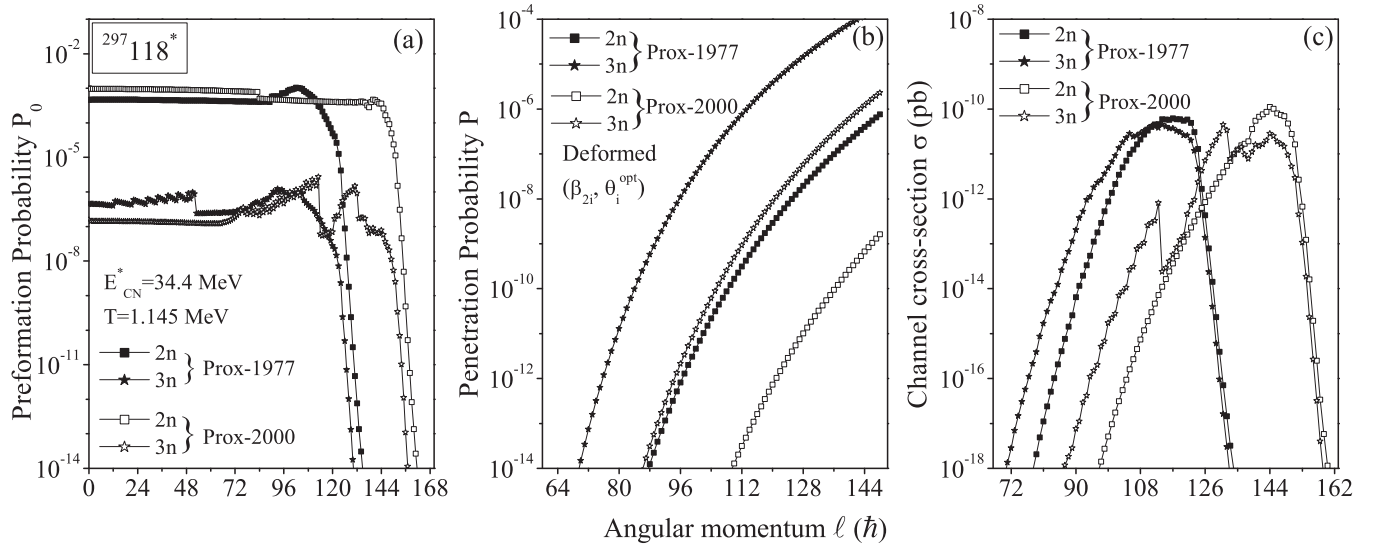 Preformation Probability P₀
10⁻²
10⁻⁵
10⁻⁸
10⁻¹¹
10⁻¹⁴
²⁹⁷118*
(a)
E*CN=34.4 MeV
T=1.145 MeV
2n
3n
} Prox-1977
2n
3n
} Prox-2000
0 24 48 72 96 120 144 168
Penetration Probability P
10⁻⁴
10⁻⁶
10⁻⁸
10⁻¹⁰
10⁻¹²
10⁻¹⁴
(b)
2n
3n
} Prox-1977
2n
3n
} Prox-2000
Deformed
(β₂ᵢ, θᵢᵒᵖᵗ)
64 80 96 112 128 144
Channel cross-section σ (pb)
10⁻⁸
10⁻¹⁰
10⁻¹²
10⁻¹⁴
10⁻¹⁶
10⁻¹⁸
(c)
2n
3n
} Prox-1977
2n
3n
} Prox-2000
72 90 108 126 144 162
Angular momentum ℓ (ℏ)